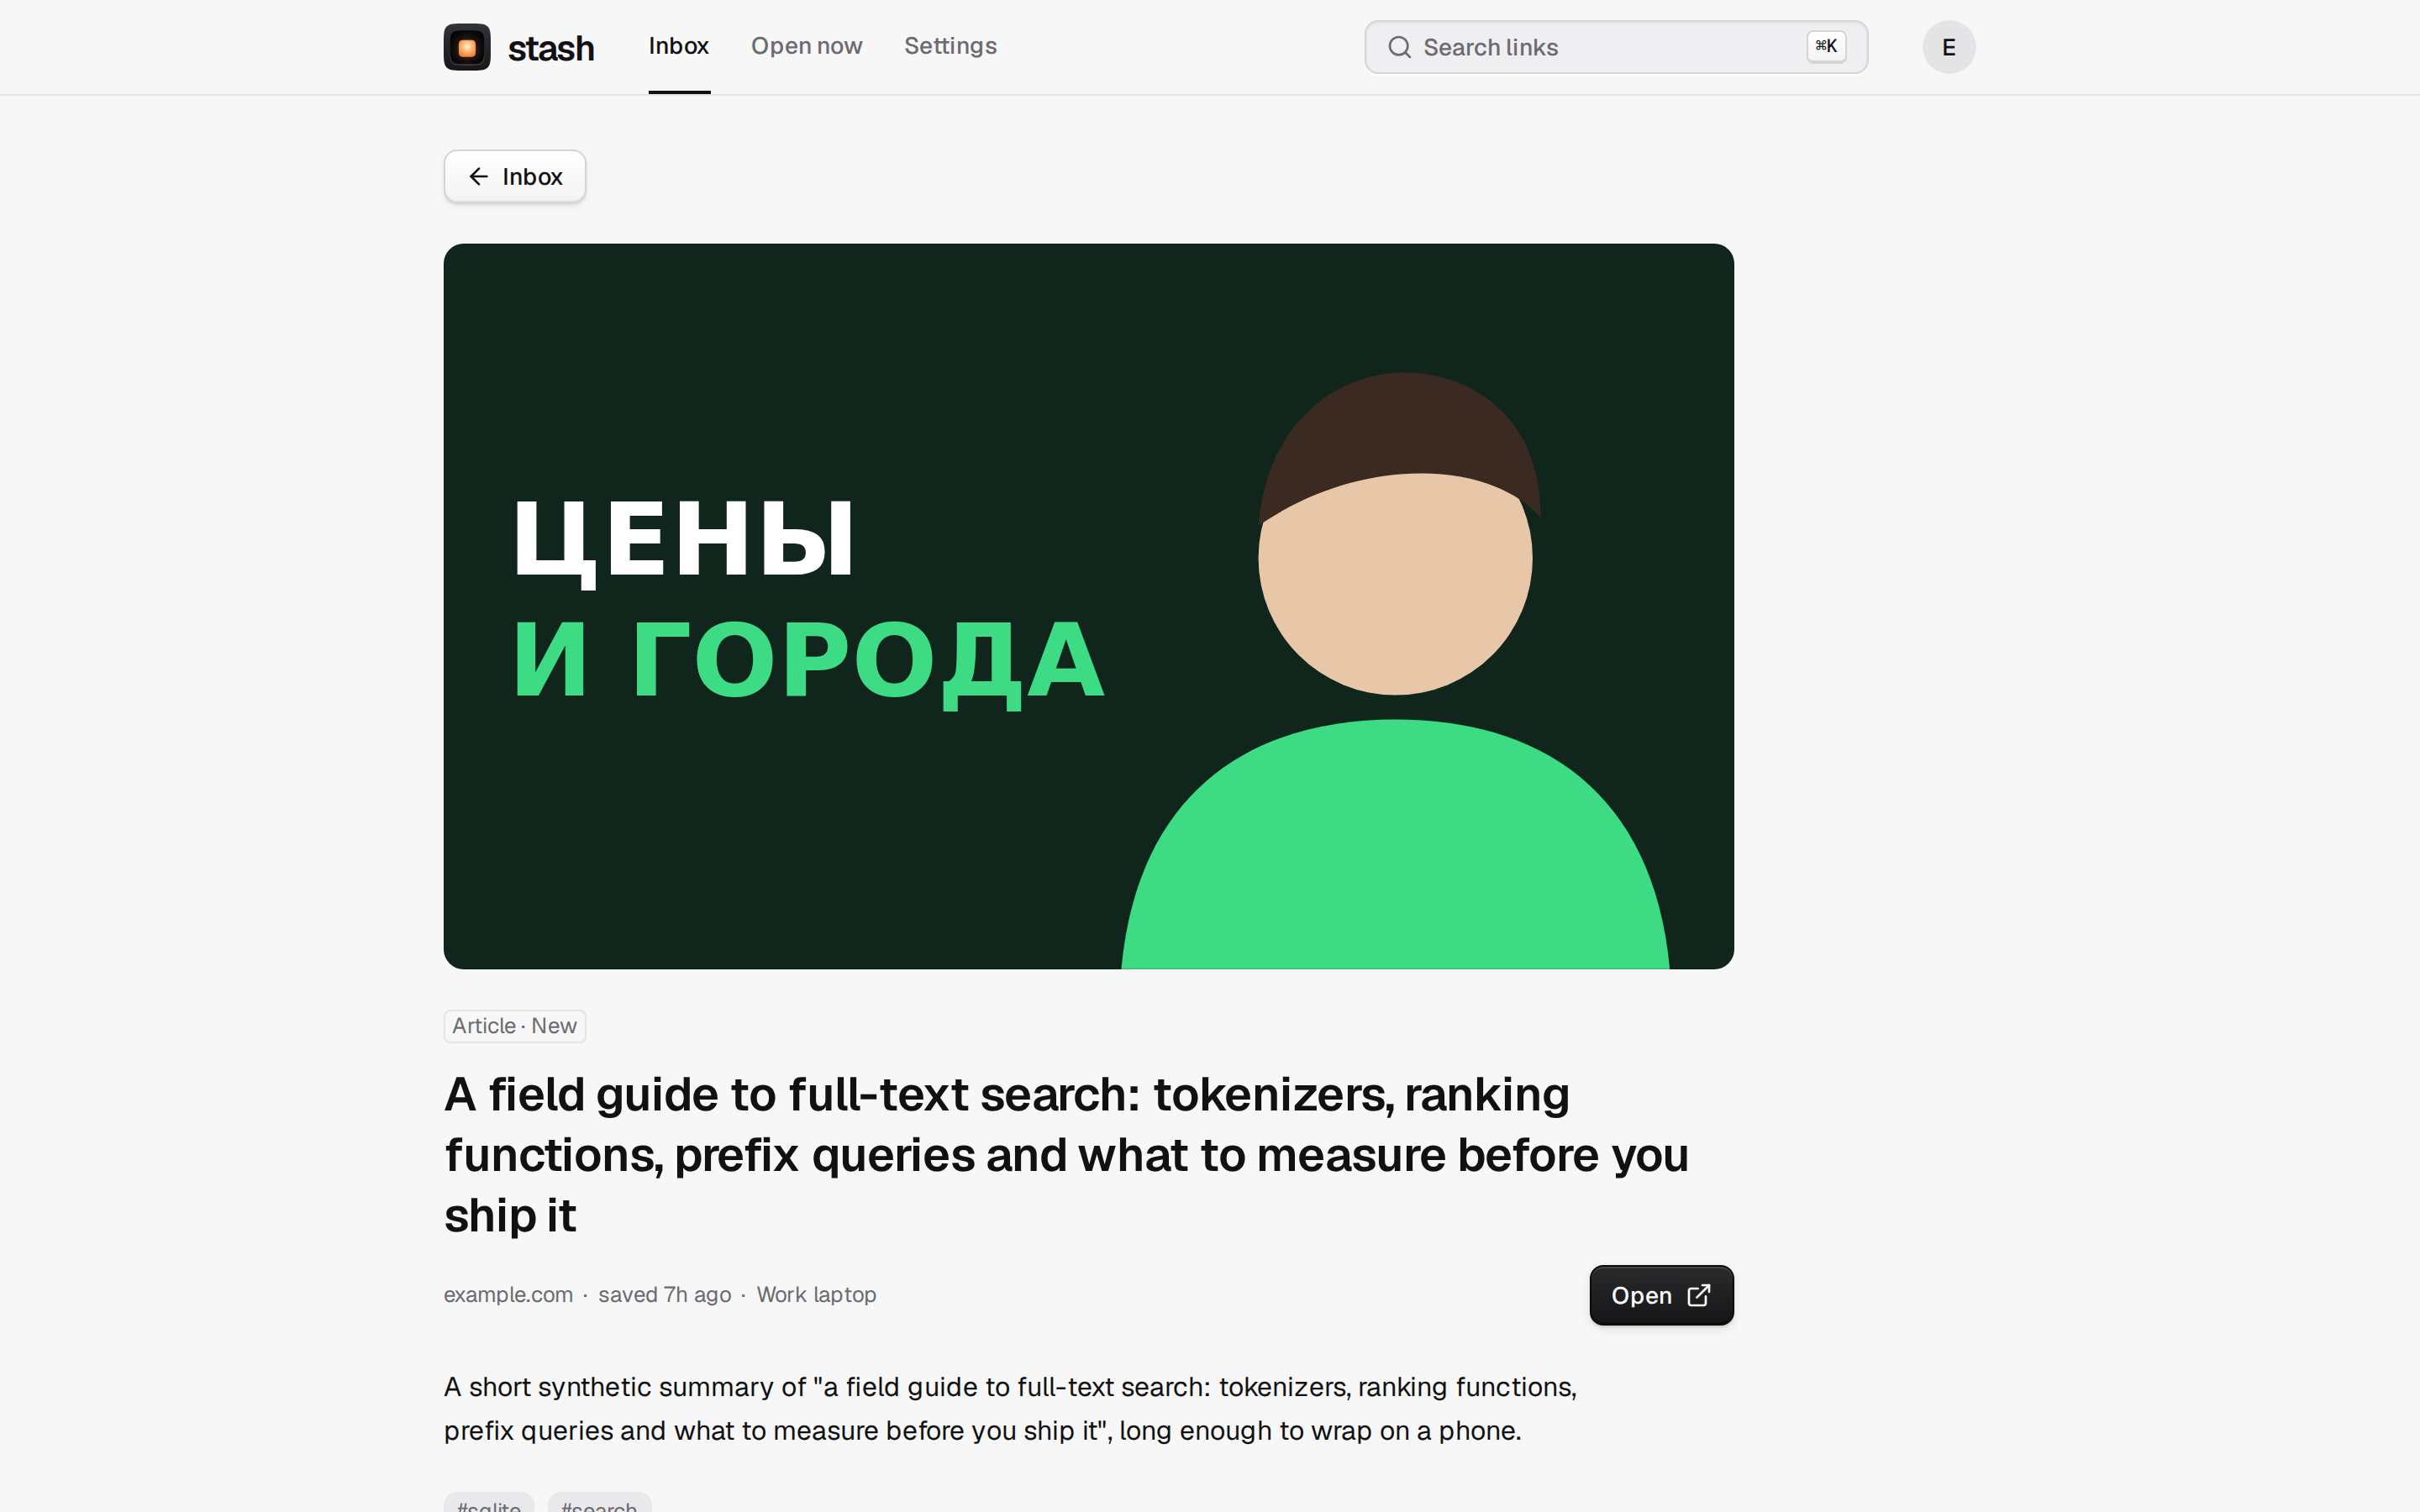 stash
Inbox
Open now
Settings
Search links
⌘K
E
Inbox
ЦЕНЫ
И ГОРОДА
Article · New
A field guide to full-text search: tokenizers, ranking
functions, prefix queries and what to measure before you
ship it
example.com · saved 7h ago · Work laptop
Open
A short synthetic summary of "a field guide to full-text search: tokenizers, ranking functions,
prefix queries and what to measure before you ship it", long enough to wrap on a phone.
#sqlite #search